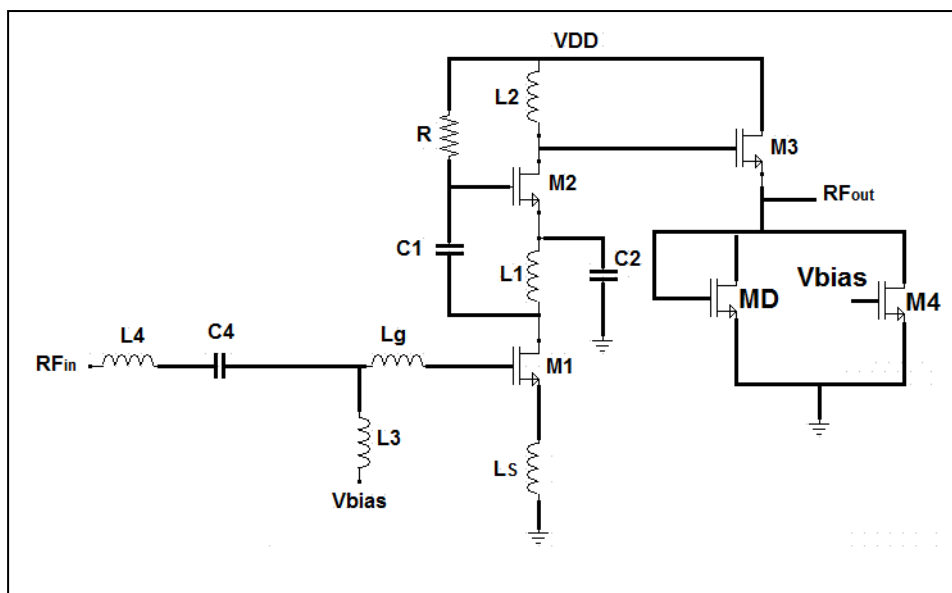 VDD
L2
R
M3
M2
RFout
C1
L1
C2
Vbias
MD
M4
L4
C4
Lg
RFin
M1
L3
Ls
Vbias